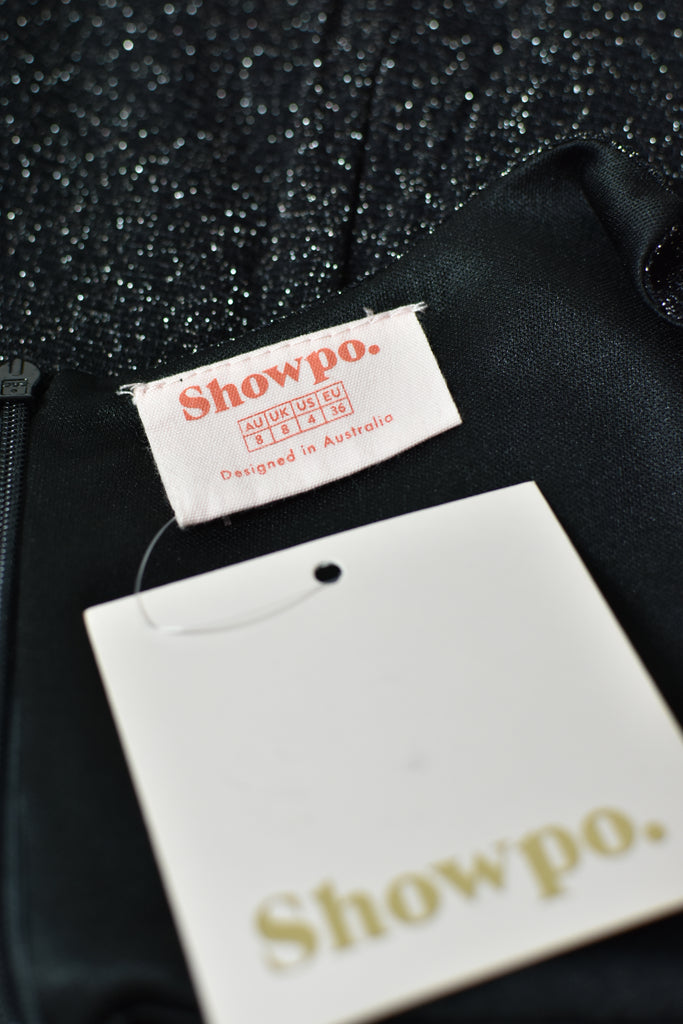 Showpo.
AU UK US EU
8 8 4 36
Designed in Australia
Showpo.